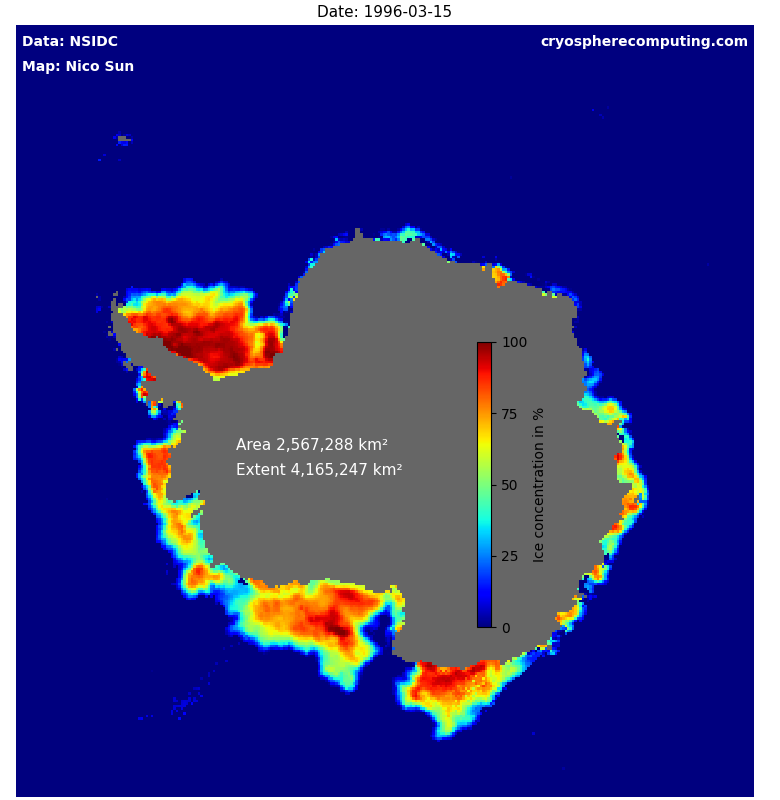 Date: 1996-03-15
Data: NSIDC
cryospherecomputing.com
Map: Nico Sun
Area 2,567,288 km²
Extent 4,165,247 km²
100
75
50
25
0
Ice concentration in %